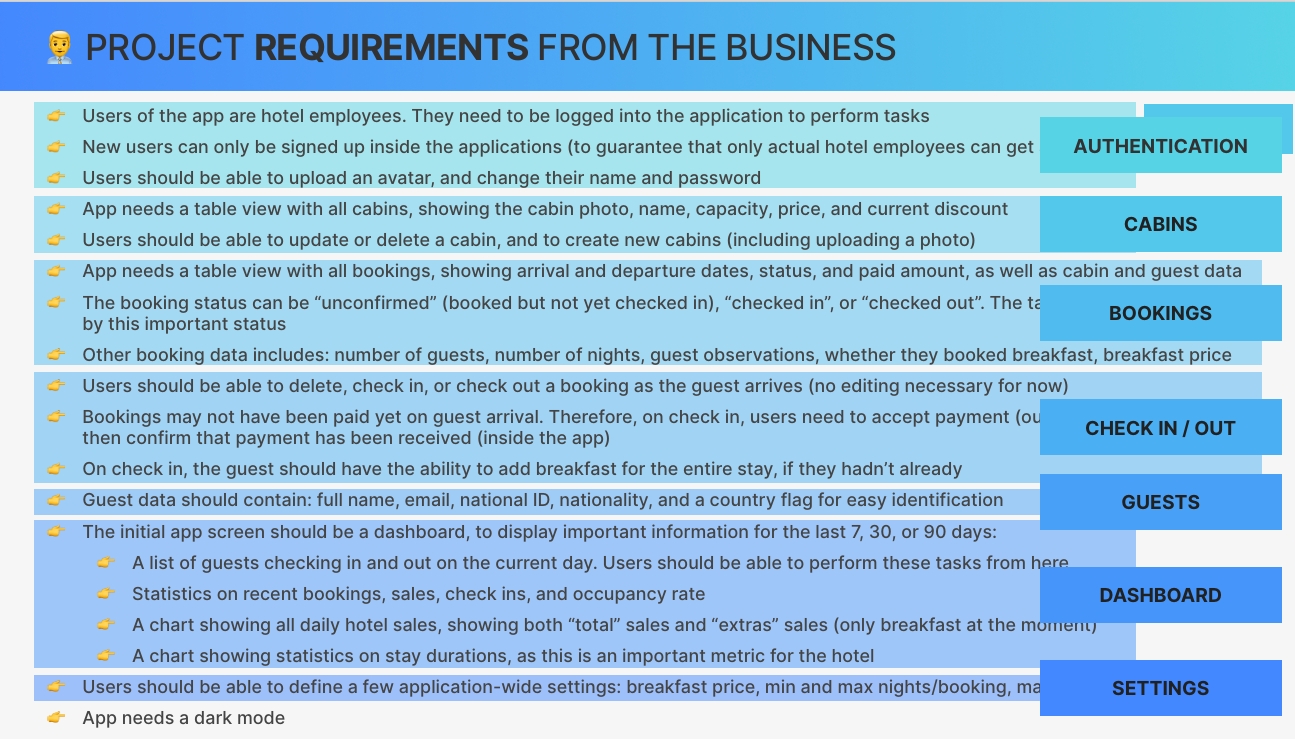 PROJECT REQUIREMENTS FROM THE BUSINESS
Users of the app are hotel employees. They need to be logged into the application to perform tasks
New users can only be signed up inside the applications (to guarantee that only actual hotel employees can get
Users should be able to upload an avatar, and change their name and password
AUTHENTICATION
App needs a table view with all cabins, showing the cabin photo, name, capacity, price, and current discount
Users should be able to update or delete a cabin, and to create new cabins (including uploading a photo)
CABINS
App needs a table view with all bookings, showing arrival and departure dates, status, and paid amount, as well as cabin and guest data
The booking status can be “unconfirmed” (booked but not yet checked in), “checked in”, or “checked out”. The
by this important status
Other booking data includes: number of guests, number of nights, guest observations, whether they booked breakfast, breakfast price
BOOKINGS
Users should be able to delete, check in, or check out a booking as the guest arrives (no editing necessary for now)
Bookings may not have been paid yet on guest arrival. Therefore, on check in, users need to accept payment
then confirm that payment has been received (inside the app)
On check in, the guest should have the ability to add breakfast for the entire stay, if they hadn’t already
CHECK IN / OUT
Guest data should contain: full name, email, national ID, nationality, and a country flag for easy identification
GUESTS
The initial app screen should be a dashboard, to display important information for the last 7, 30, or 90 days:
A list of guests checking in and out on the current day. Users should be able to perform these tasks from here
Statistics on recent bookings, sales, check ins, and occupancy rate
A chart showing all daily hotel sales, showing both “total” sales and “extras” sales (only breakfast at the moment)
A chart showing statistics on stay durations, as this is an important metric for the hotel
DASHBOARD
Users should be able to define a few application-wide settings: breakfast price, min and max nights/booking,
SETTINGS
App needs a dark mode